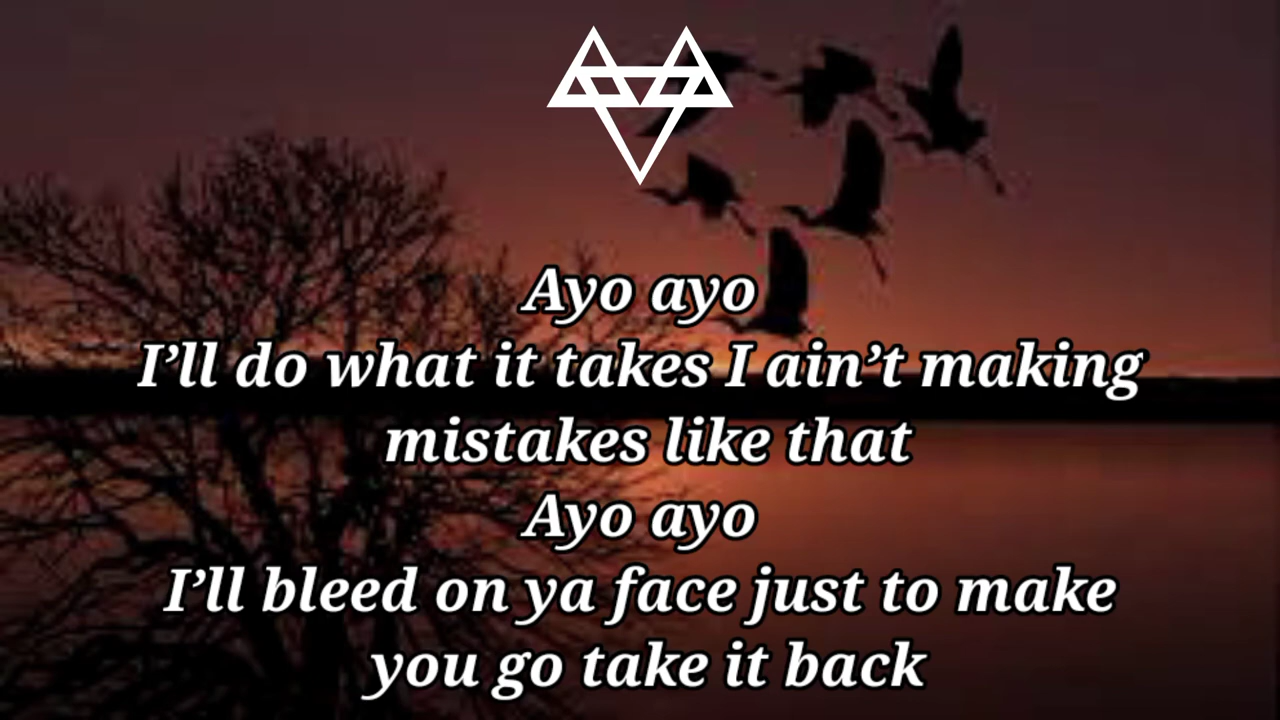 Ayo ayo
I’ll do what it takes I ain’t making
mistakes like that
Ayo ayo
I’ll bleed on ya face just to make
you go take it back